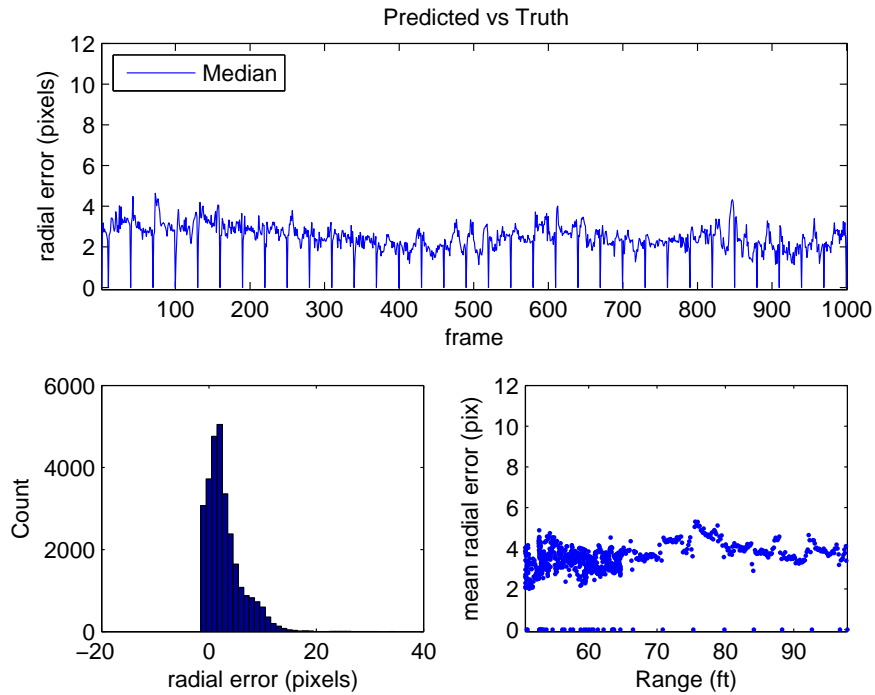 Predicted vs Truth
12
10
8
6
4
2
0
radial error (pixels)
Median
100 200 300 400 500 600 700 800 900 1000
frame
6000
4000
2000
0
Count
−20 0 20 40
radial error (pixels)
12
10
8
6
4
2
0
mean radial error (pix)
60 70 80 90
Range (ft)